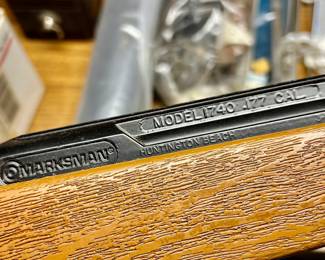 MODEL 1740 .177 CAL
MARKSMAN®
HUNTINGTON BEACH